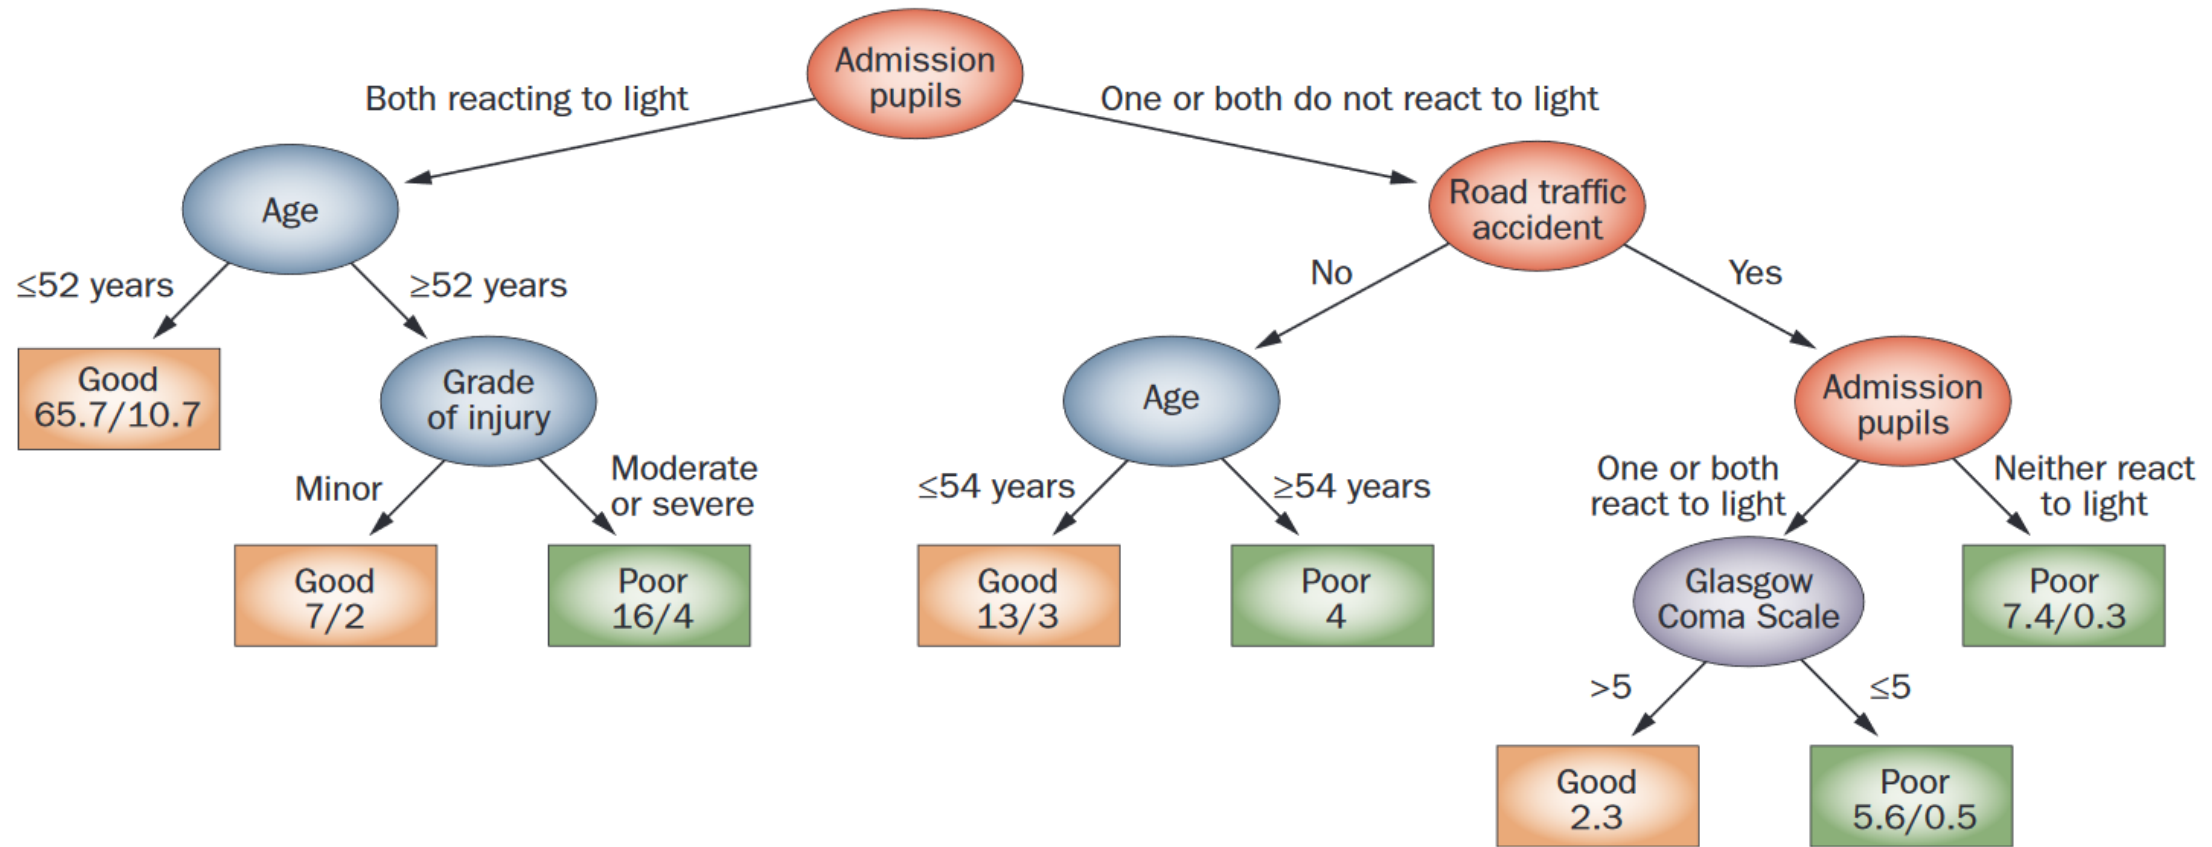 Admission
pupils
Both reacting to light
One or both do not react to light
Age
Road traffic
accident
≤52 years
≥52 years
No
Yes
Good
65.7/10.7
Grade
of injury
Age
Admission
pupils
Minor
Moderate
or severe
≤54 years
≥54 years
One or both
react to light
Neither react
to light
Good
7/2
Poor
16/4
Good
13/3
Poor
4
Glasgow
Coma Scale
Poor
7.4/0.3
>5
≤5
Good
2.3
Poor
5.6/0.5